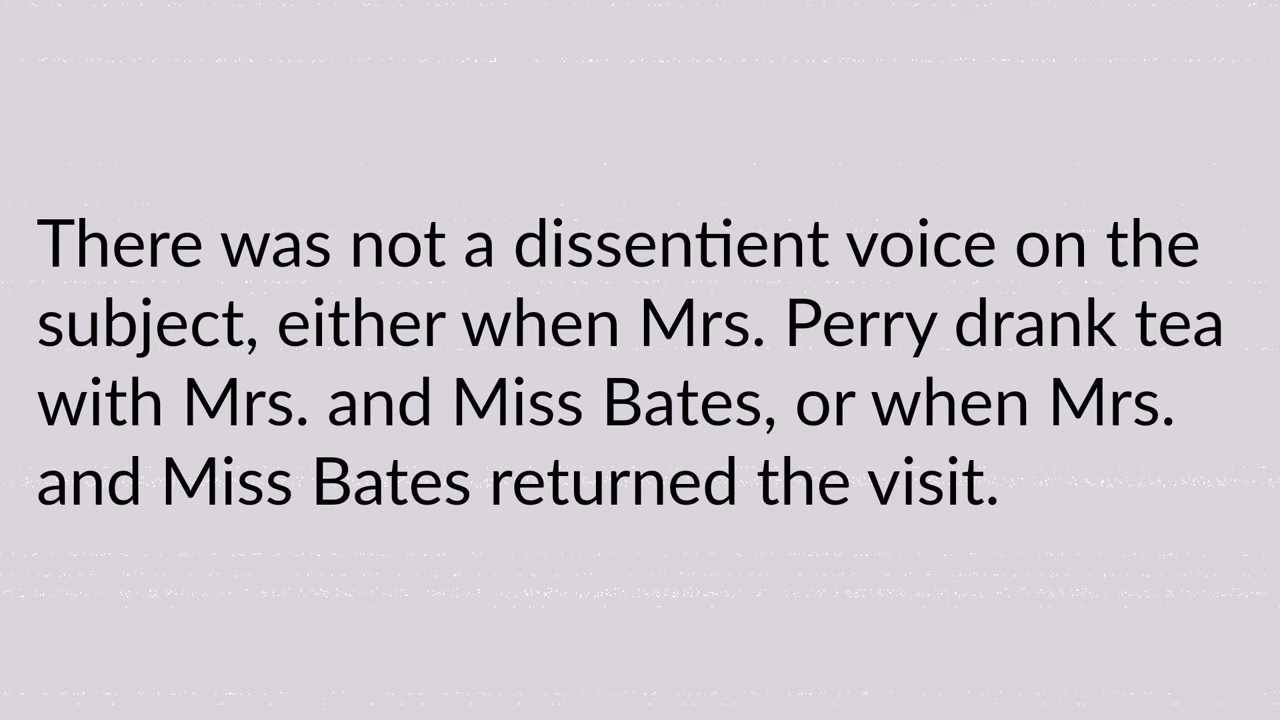 There was not a dissentient voice on the
subject, either when Mrs. Perry drank tea
with Mrs. and Miss Bates, or when Mrs.
and Miss Bates returned the visit.